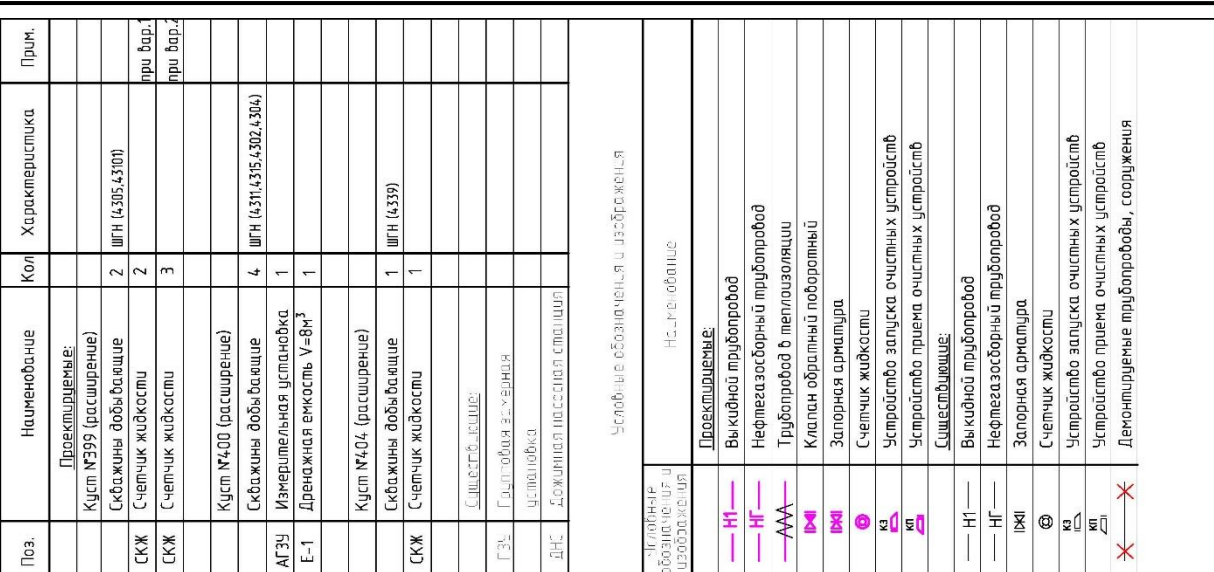 Поз. Наименование Кол Характеристика Прим.
Проектируемые:
Куст №399 (расширение)
Скважины добывающие 2 ШГН (4305,43101)
СКЖ Счетчик жидкости 2 при вар.1
СКЖ Счетчик жидкости 3 при вар.2
Куст №400 (расширение)
Скважины добывающие 4 ШГН (4311,4315,4302,4304)
АГЗУ Измерительная установка 1
Е-1 Дренажная емкость V=8м³ 1
Куст №404 (расширение)
Скважины добывающие 1 ШГН (4339)
СКЖ Счетчик жидкости 1
Существующие:
ГЗУ Групповая замерная
установка
ДНС Дожимная насосная станция
Условные обозначения и изображения
Условные
обозначения и
изображения
Наименование
Проектируемые:
Н1 Выкидной трубопровод
НГ Нефтегазосборный трубопровод
Трубопровод в теплоизоляции
Клапан обратный поворотный
Запорная арматура
Счетчик жидкости
КЗ Устройство запуска очистных устройств
КП Устройство приема очистных устройств
Существующие:
Н1 Выкидной трубопровод
НГ Нефтегазосборный трубопровод
Запорная арматура
Счетчик жидкости
КЗ Устройство запуска очистных устройств
КП Устройство приема очистных устройств
Демонтируемые трубопроводы, сооружения